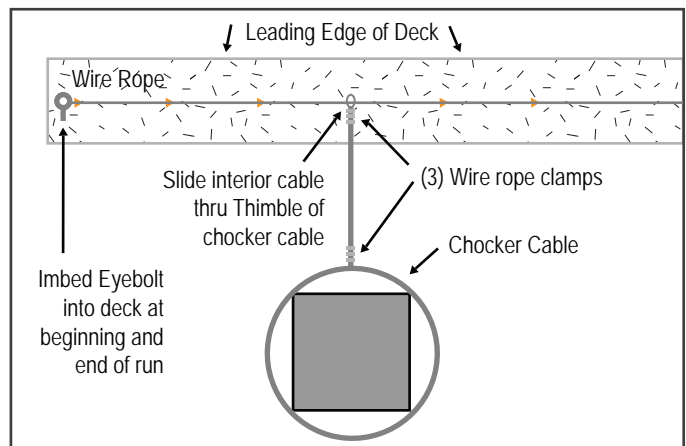 Leading Edge of Deck
Wire Rope
Slide interior cable
thru Thimble of
chocker cable
(3) Wire rope clamps
Chocker Cable
Imbed Eyebolt
into deck at
beginning and
end of run